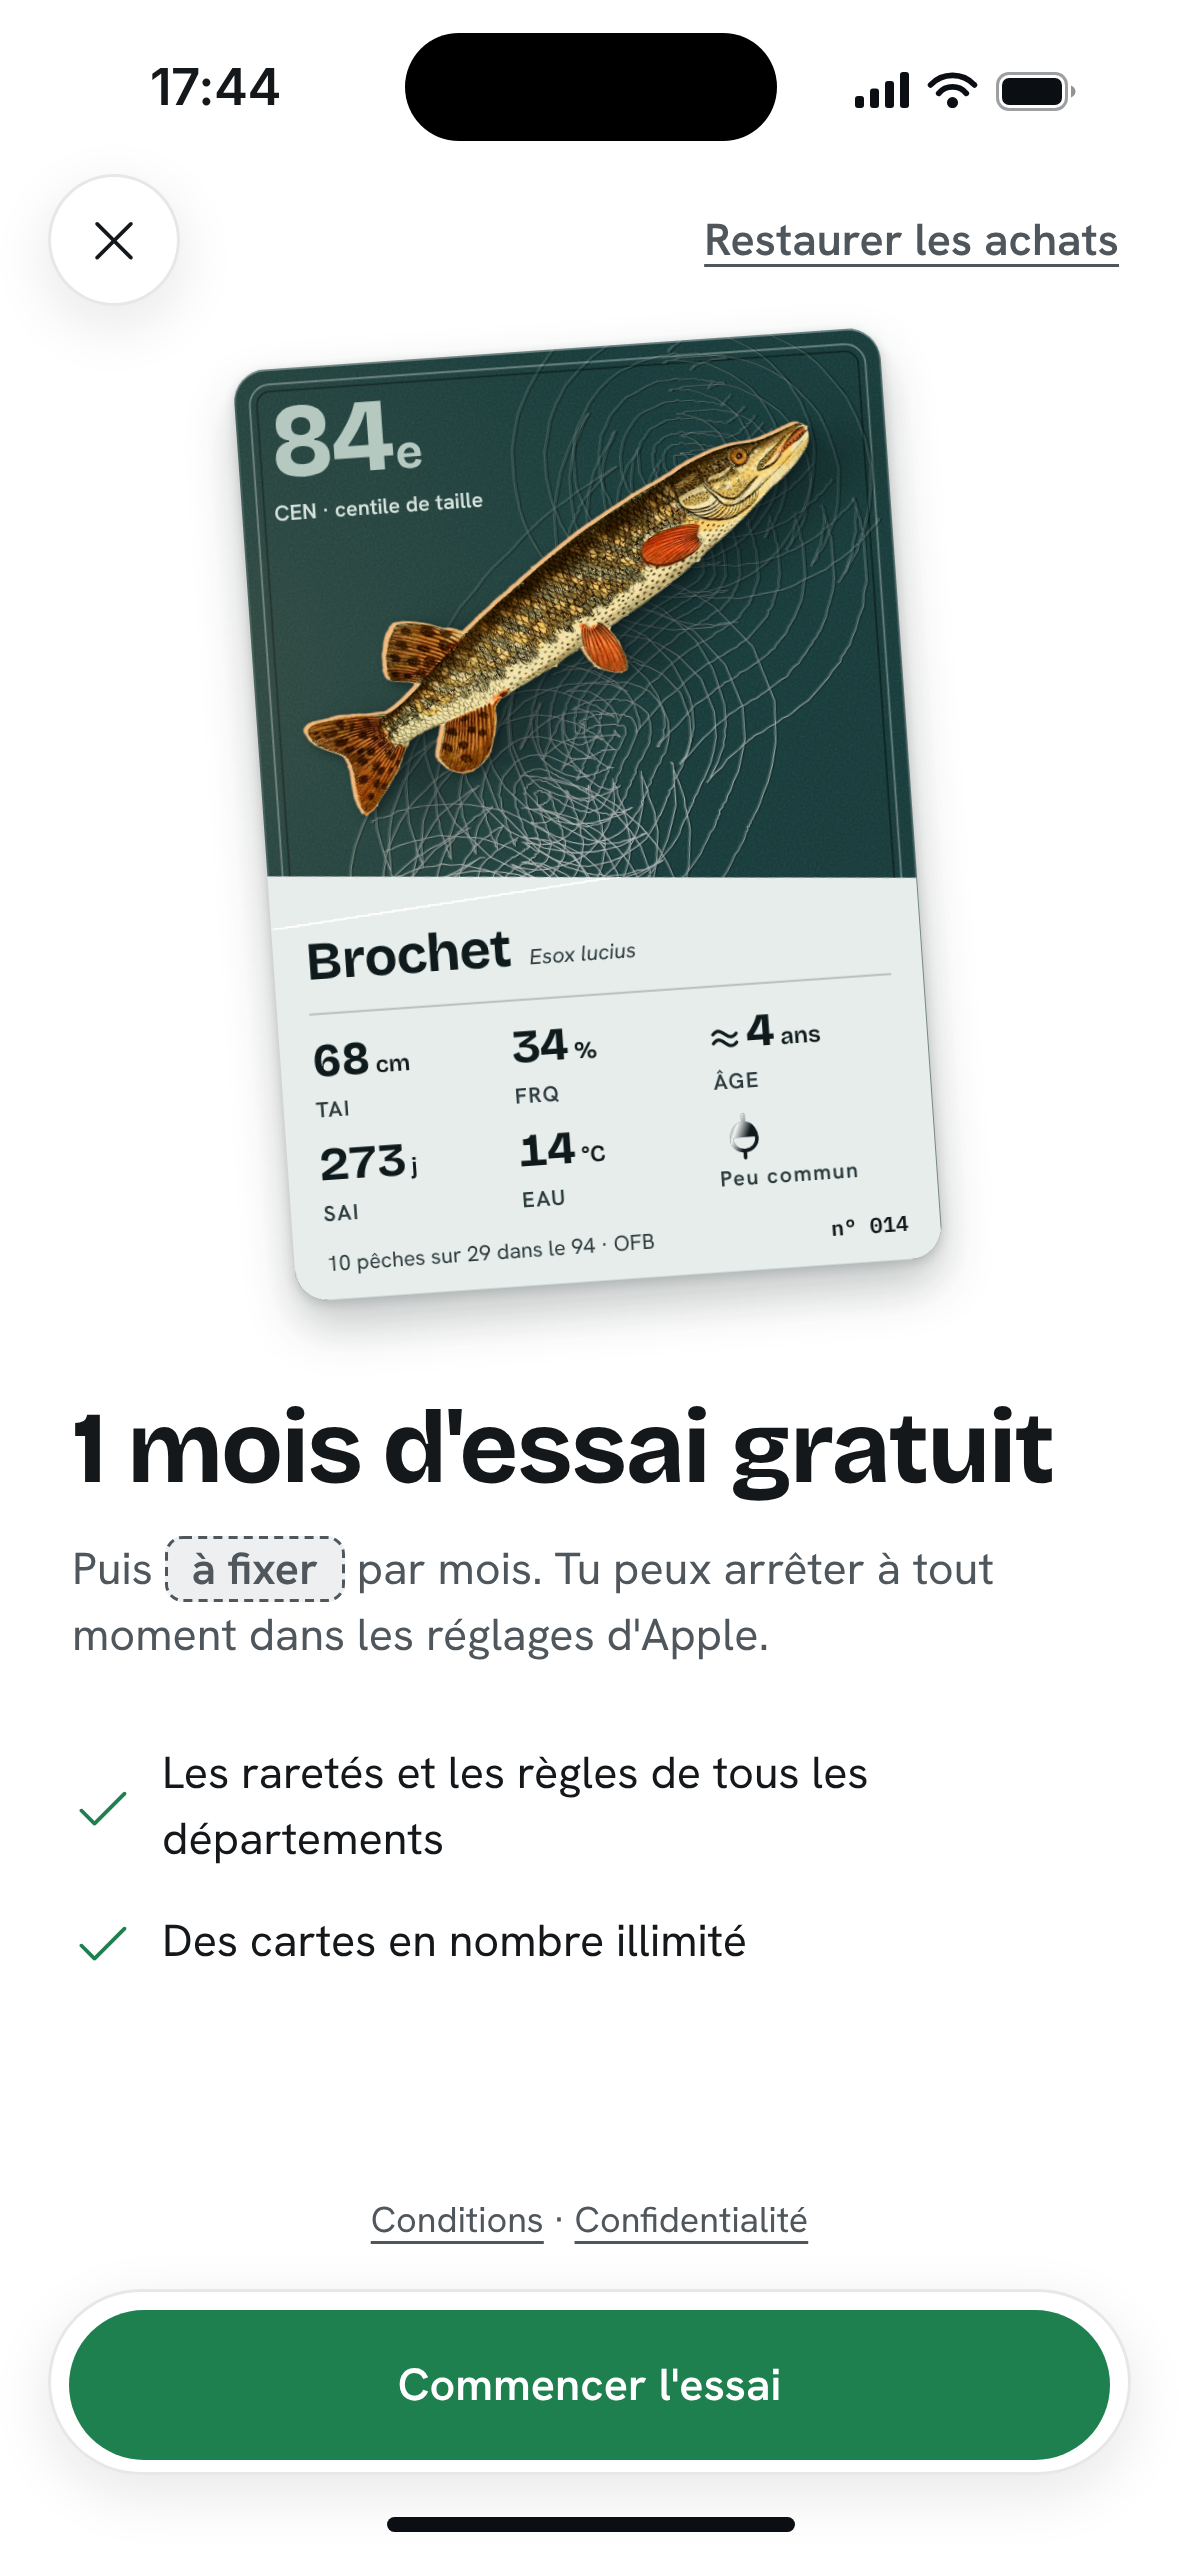 17:44
Restaurer les achats
84e
CEN · centile de taille
Brochet Esox lucius
68 cm 34 % ≈ 4 ans
TAI FRQ ÂGE
273 j 14 °C
SAI EAU Peu commun
10 pêches sur 29 dans le 94 · OFB n° 014
1 mois d'essai gratuit
Puis à fixer par mois. Tu peux arrêter à tout
moment dans les réglages d'Apple.
Les raretés et les règles de tous les
départements
Des cartes en nombre illimité
Conditions · Confidentialité
Commencer l'essai